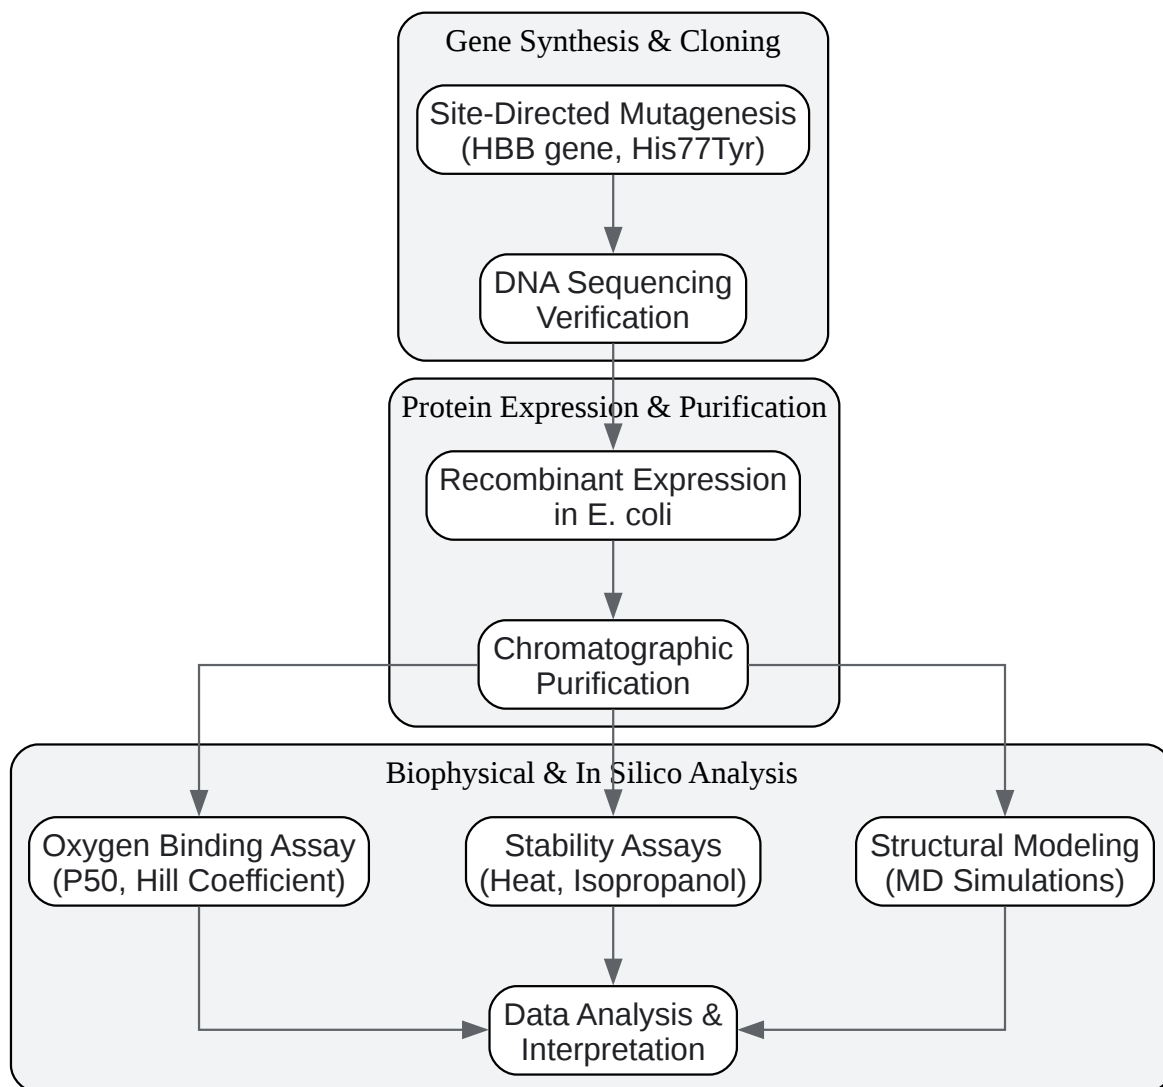 Gene Synthesis & Cloning
Site-Directed Mutagenesis
(HBB gene, His77Tyr)
DNA Sequencing
Verification
Protein Expression & Purification
Recombinant Expression
in E. coli
Chromatographic
Purification
Biophysical & In Silico Analysis
Oxygen Binding Assay
(P50, Hill Coefficient)
Stability Assays
(Heat, Isopropanol)
Structural Modeling
(MD Simulations)
Data Analysis &
Interpretation